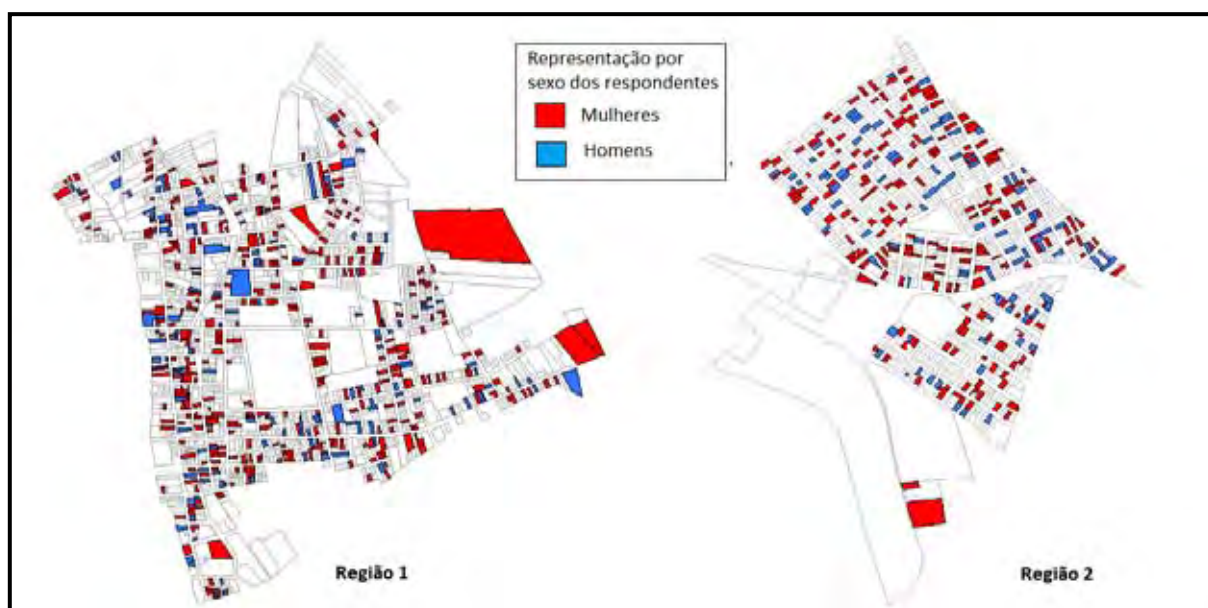 Representação por
sexo dos respondentes
Mulheres
Homens
Região 1
Região 2